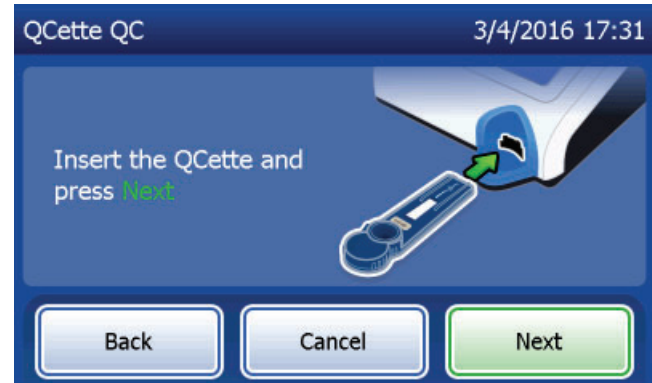 QCette QC 3/4/2016 17:31
Insert the QCette and
press Next
Back Cancel Next